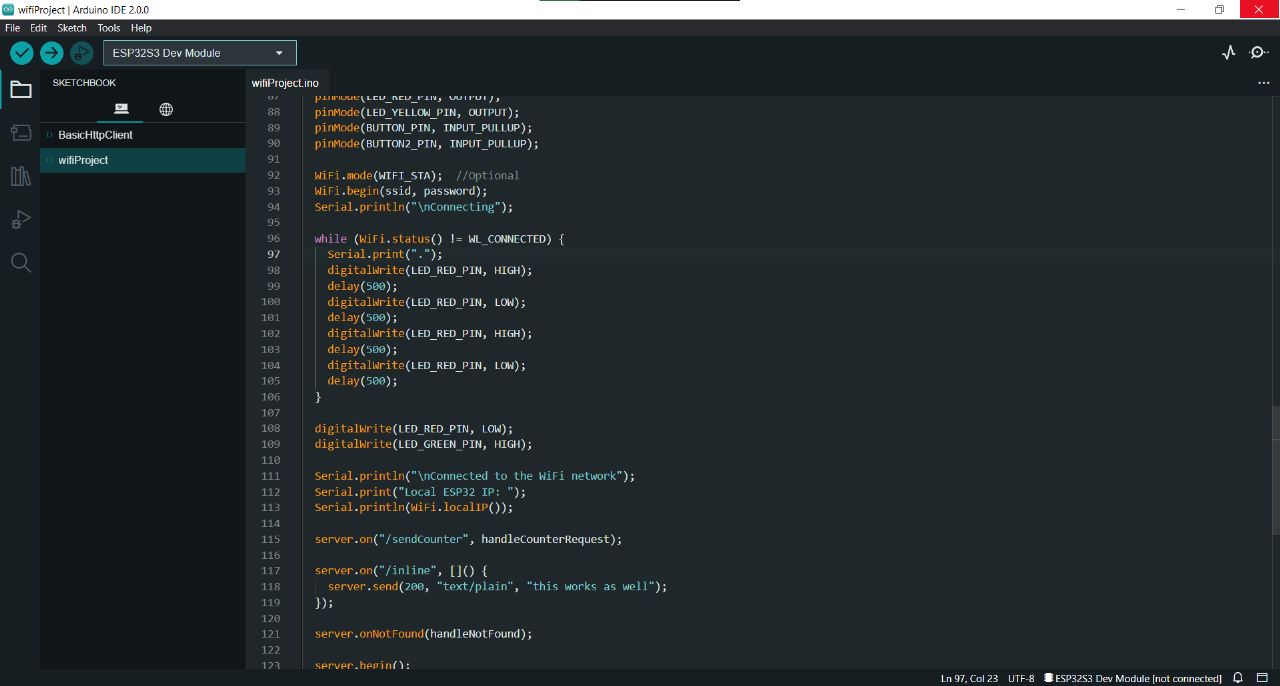 wifiProject | Arduino IDE 2.0.0
File Edit Sketch Tools Help
ESP32S3 Dev Module
SKETCHBOOK
BasicHttpClient
wifiProject
wifiProject.ino
87 pinMode(LED_RED_PIN, OUTPUT);
88 pinMode(LED_YELLOW_PIN, OUTPUT);
89 pinMode(BUTTON_PIN, INPUT_PULLUP);
90 pinMode(BUTTON2_PIN, INPUT_PULLUP);
91
92 WiFi.mode(WIFI_STA);  //Optional
93 WiFi.begin(ssid, password);
94 Serial.println("\nConnecting");
95
96 while (WiFi.status() != WL_CONNECTED) {
97 Serial.print(".");
98 digitalWrite(LED_RED_PIN, HIGH);
99 delay(500);
100 digitalWrite(LED_RED_PIN, LOW);
101 delay(500);
102 digitalWrite(LED_RED_PIN, HIGH);
103 delay(500);
104 digitalWrite(LED_RED_PIN, LOW);
105 delay(500);
106 }
107
108 digitalWrite(LED_RED_PIN, LOW);
109 digitalWrite(LED_GREEN_PIN, HIGH);
110
111 Serial.println("\nConnected to the WiFi network");
112 Serial.print("Local ESP32 IP: ");
113 Serial.println(WiFi.localIP());
114
115 server.on("/sendCounter", handleCounterRequest);
116
117 server.on("/inline", []() {
118 server.send(200, "text/plain", "this works as well");
119 });
120
121 server.onNotFound(handleNotFound);
122
123 server.begin();
Ln 97, Col 23 UTF-8 ESP32S3 Dev Module [not connected]